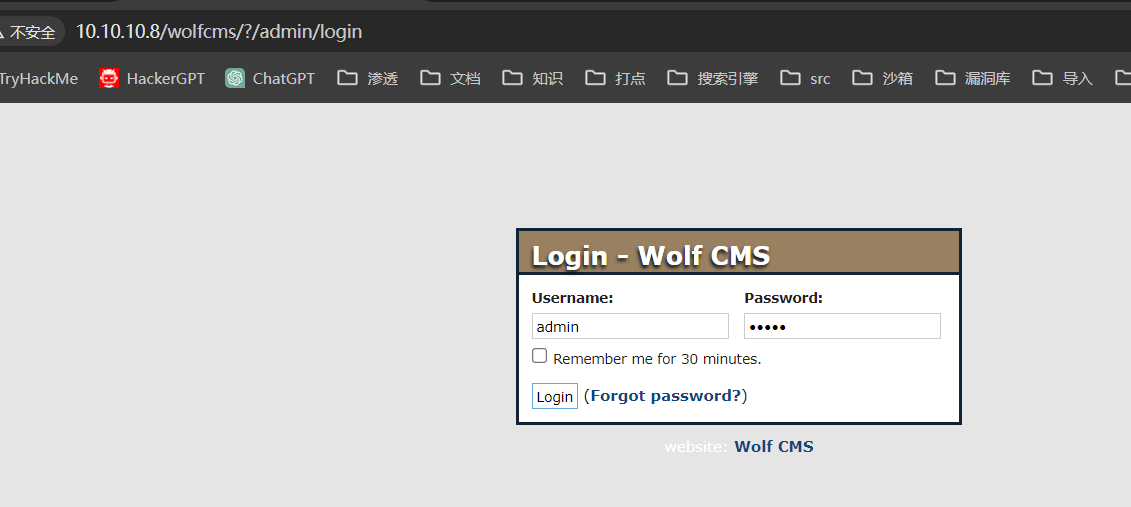 不安全 10.10.10.8/wolfcms/?/admin/login
TryHackMe HackerGPT ChatGPT 渗透 文档 知识 打点 搜索引擎 src 沙箱 漏洞库 导入
Login - Wolf CMS
Username: Password:
admin •••••
Remember me for 30 minutes.
Login (Forgot password?)
website: Wolf CMS